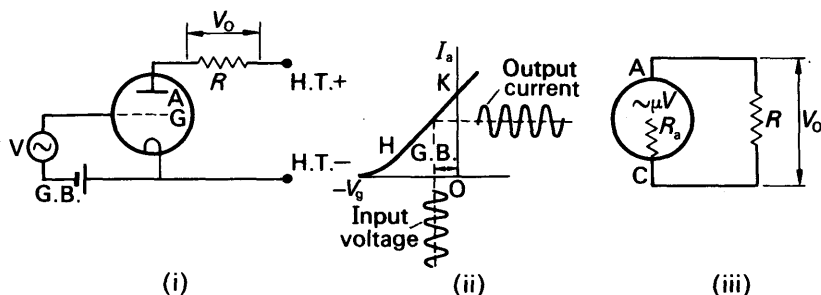 V₀
R
H.T.+
A
G
V
G.B.
H.T.–
(i)
Iₐ
K
Output
current
H
G.B.
–V_g
O
Input
voltage
(ii)
A
~μV
Rₐ
R
V₀
C
(iii)